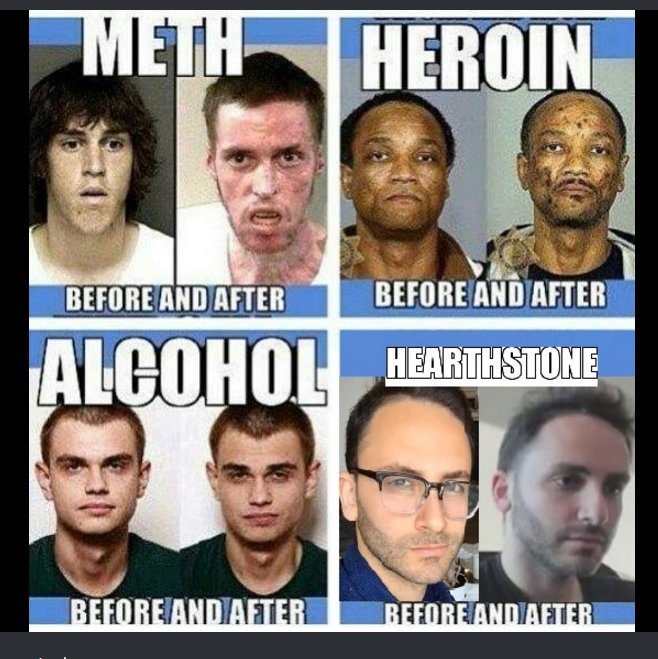 METH
BEFORE AND AFTER
HEROIN
BEFORE AND AFTER
ALCOHOL
BEFORE AND AFTER
HEARTHSTONE
BEFORE AND AFTER